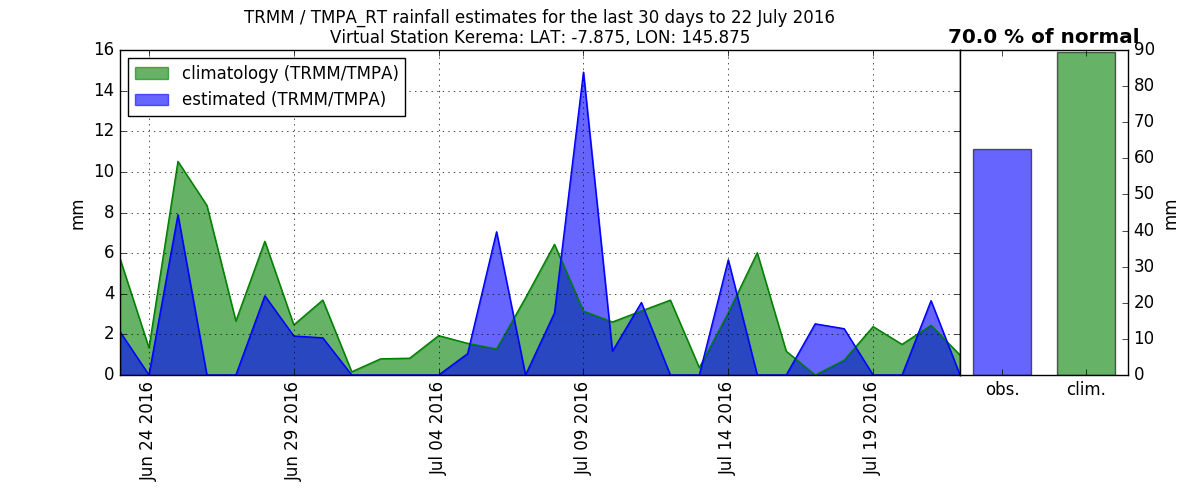 TRMM / TMPA_RT rainfall estimates for the last 30 days to 22 July 2016
Virtual Station Kerema: LAT: -7.875, LON: 145.875
70.0 % of normal
climatology (TRMM/TMPA)
estimated (TRMM/TMPA)
16
14
12
10
8
6
4
2
0
mm
Jun 24 2016
Jun 29 2016
Jul 04 2016
Jul 09 2016
Jul 14 2016
Jul 19 2016
obs.
clim.
90
80
70
60
50
40
30
20
10
0
mm